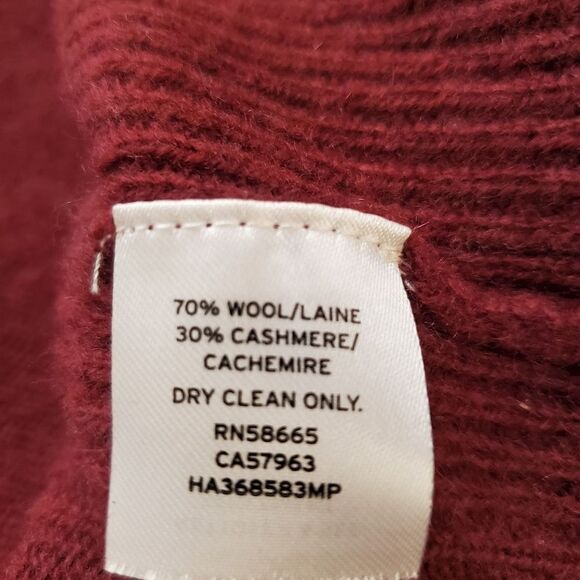 70% WOOL/LAINE
30% CASHMERE/
CACHEMIRE
DRY CLEAN ONLY.
RN58665
CA57963
HA368583MP